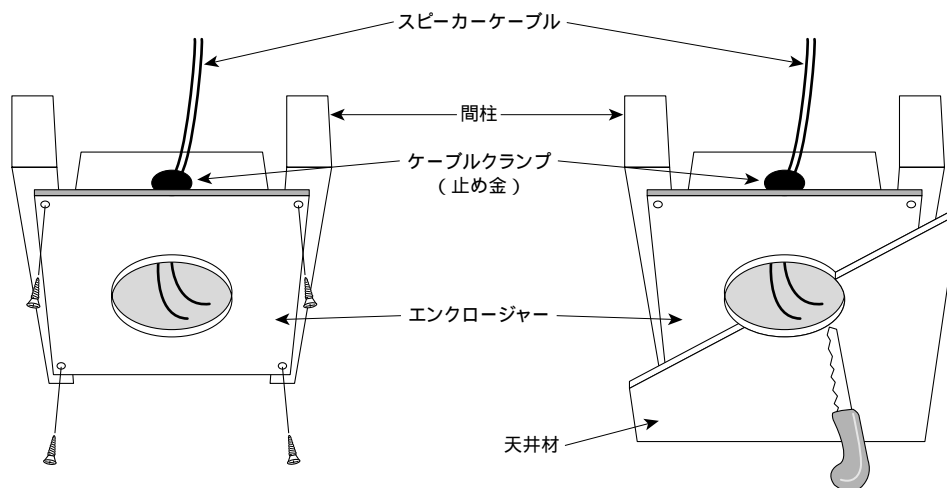 スピーカーケーブル
間柱
ケーブルクランプ
（止め金）
エンクロージャー
天井材